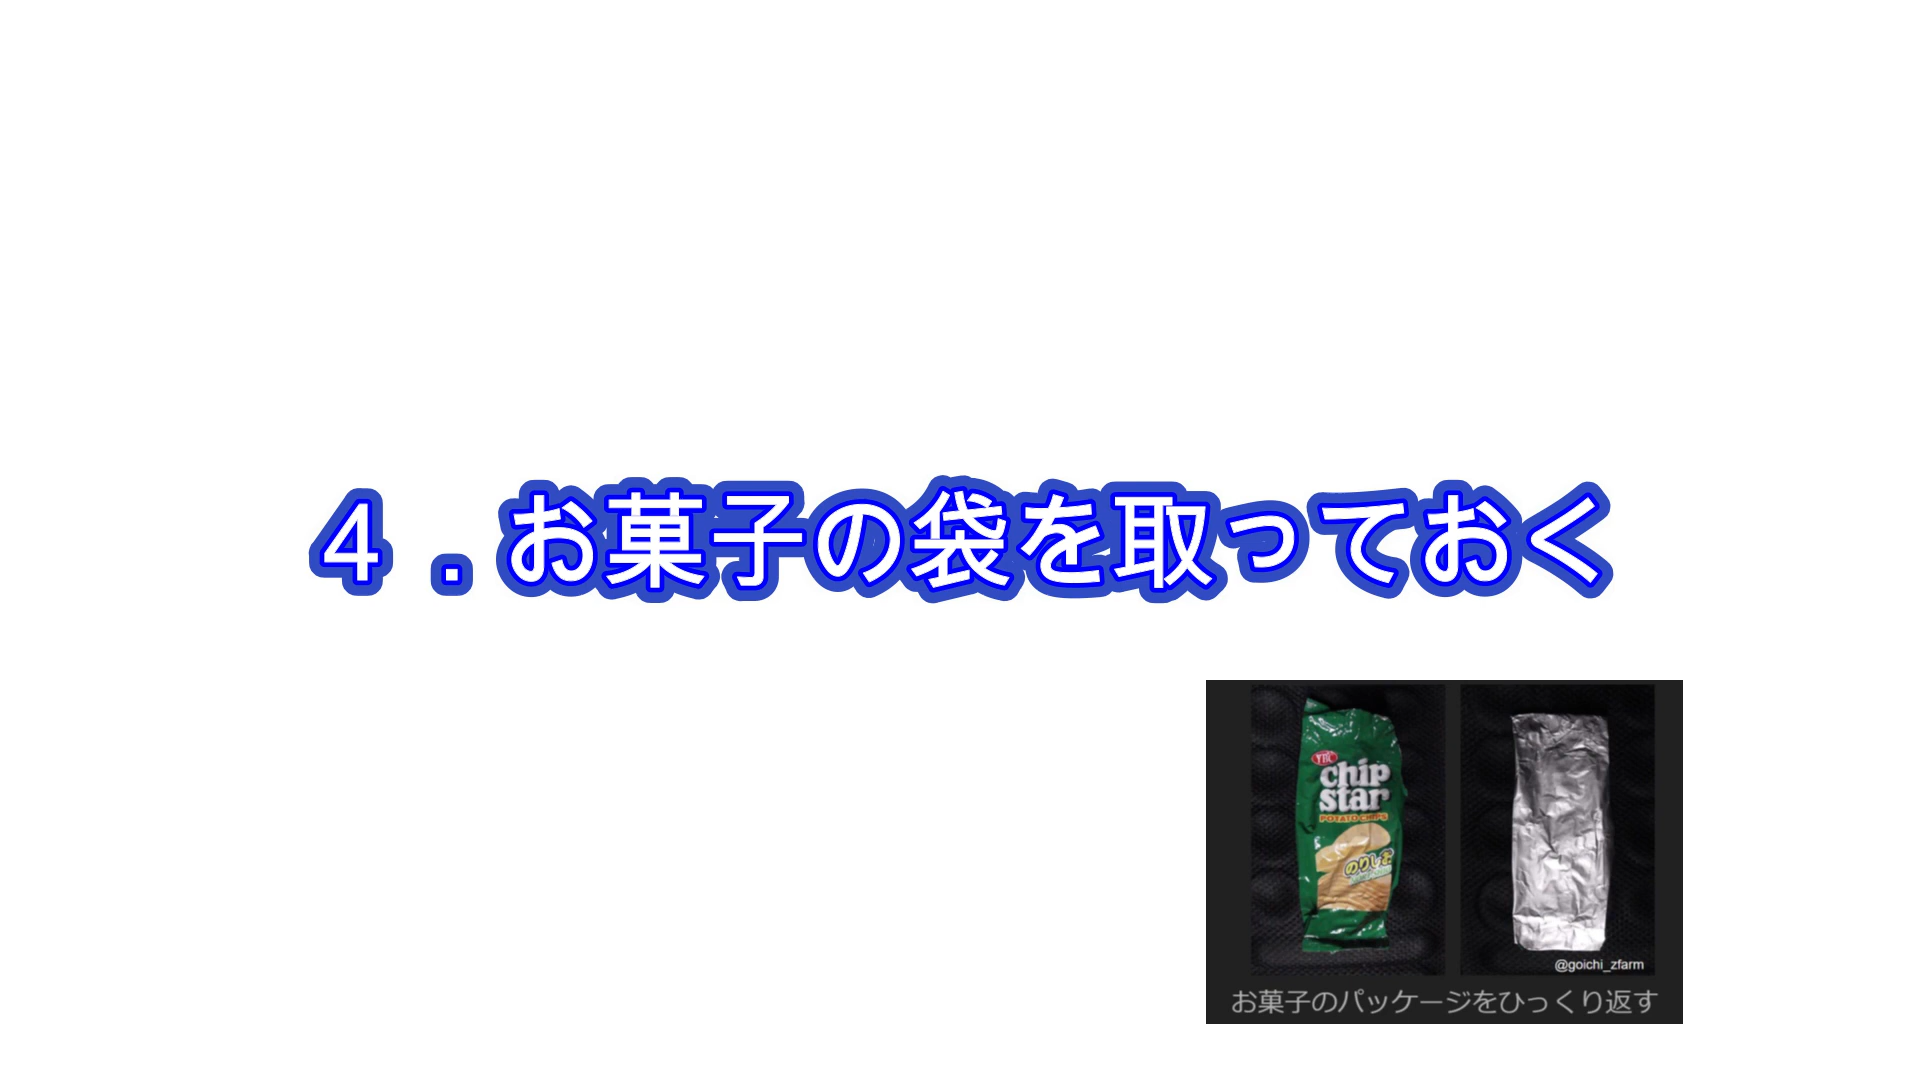 ４．お菓子の袋を取っておく
YBC
chip
star
POTATO CHIPS
のりしお
@goichi_zfarm
お菓子のパッケージをひっくり返す